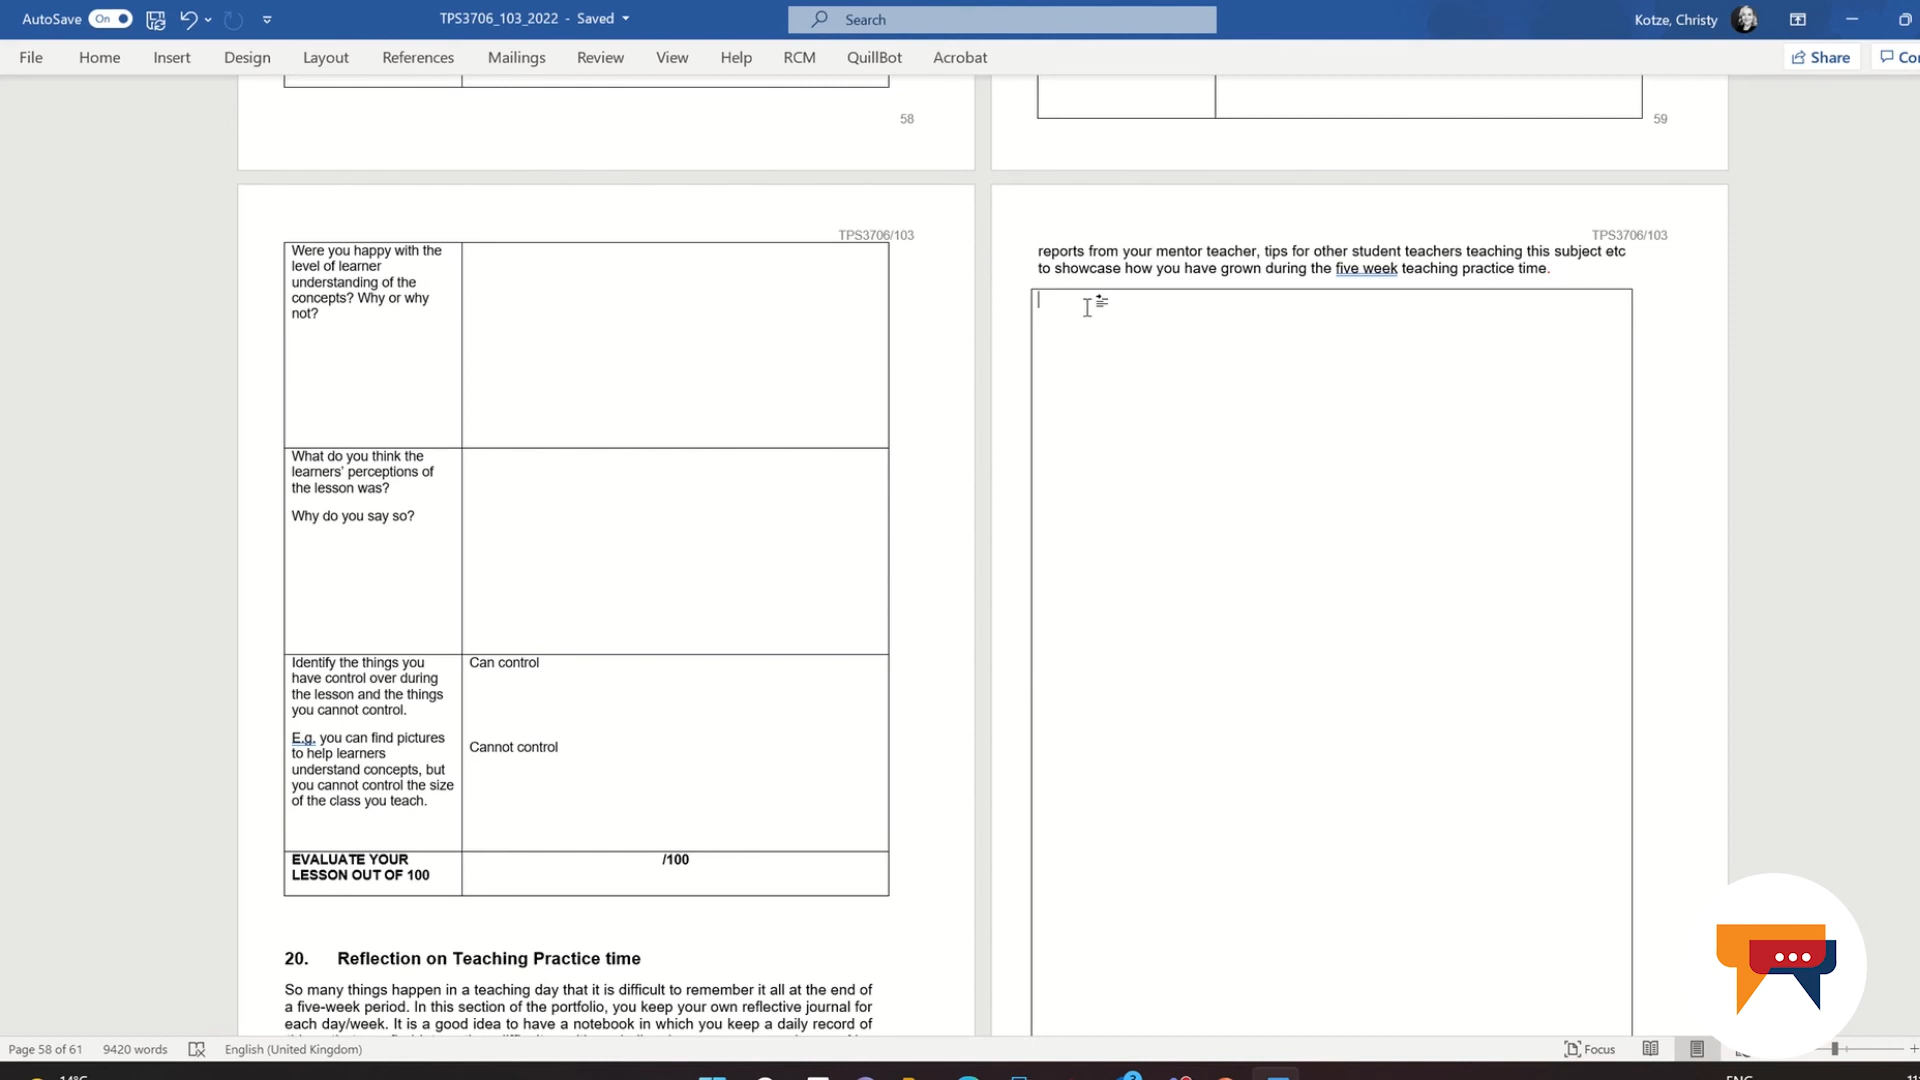 AutoSave On TPS3706_103_2022 - Saved Search Kotze, Christy
File Home Insert Design Layout References Mailings Review View Help RCM QuillBot Acrobat Share
58
59
TPS3706/103
Were you happy with the
level of learner
understanding of the
concepts? Why or why
not?
What do you think the
learners' perceptions of
the lesson was?
Why do you say so?
Identify the things you
have control over during
the lesson and the things
you cannot control.
E.g. you can find pictures
to help learners
understand concepts, but
you cannot control the size
of the class you teach.
Can control
Cannot control
EVALUATE YOUR
LESSON OUT OF 100
/100
20. Reflection on Teaching Practice time
So many things happen in a teaching day that it is difficult to remember it all at the end of
a five-week period. In this section of the portfolio, you keep your own reflective journal for
each day/week. It is a good idea to have a notebook in which you keep a daily record of
TPS3706/103
reports from your mentor teacher, tips for other student teachers teaching this subject etc
to showcase how you have grown during the five week teaching practice time.
Page 58 of 61 9420 words English (United Kingdom) Focus
14°C
ENG